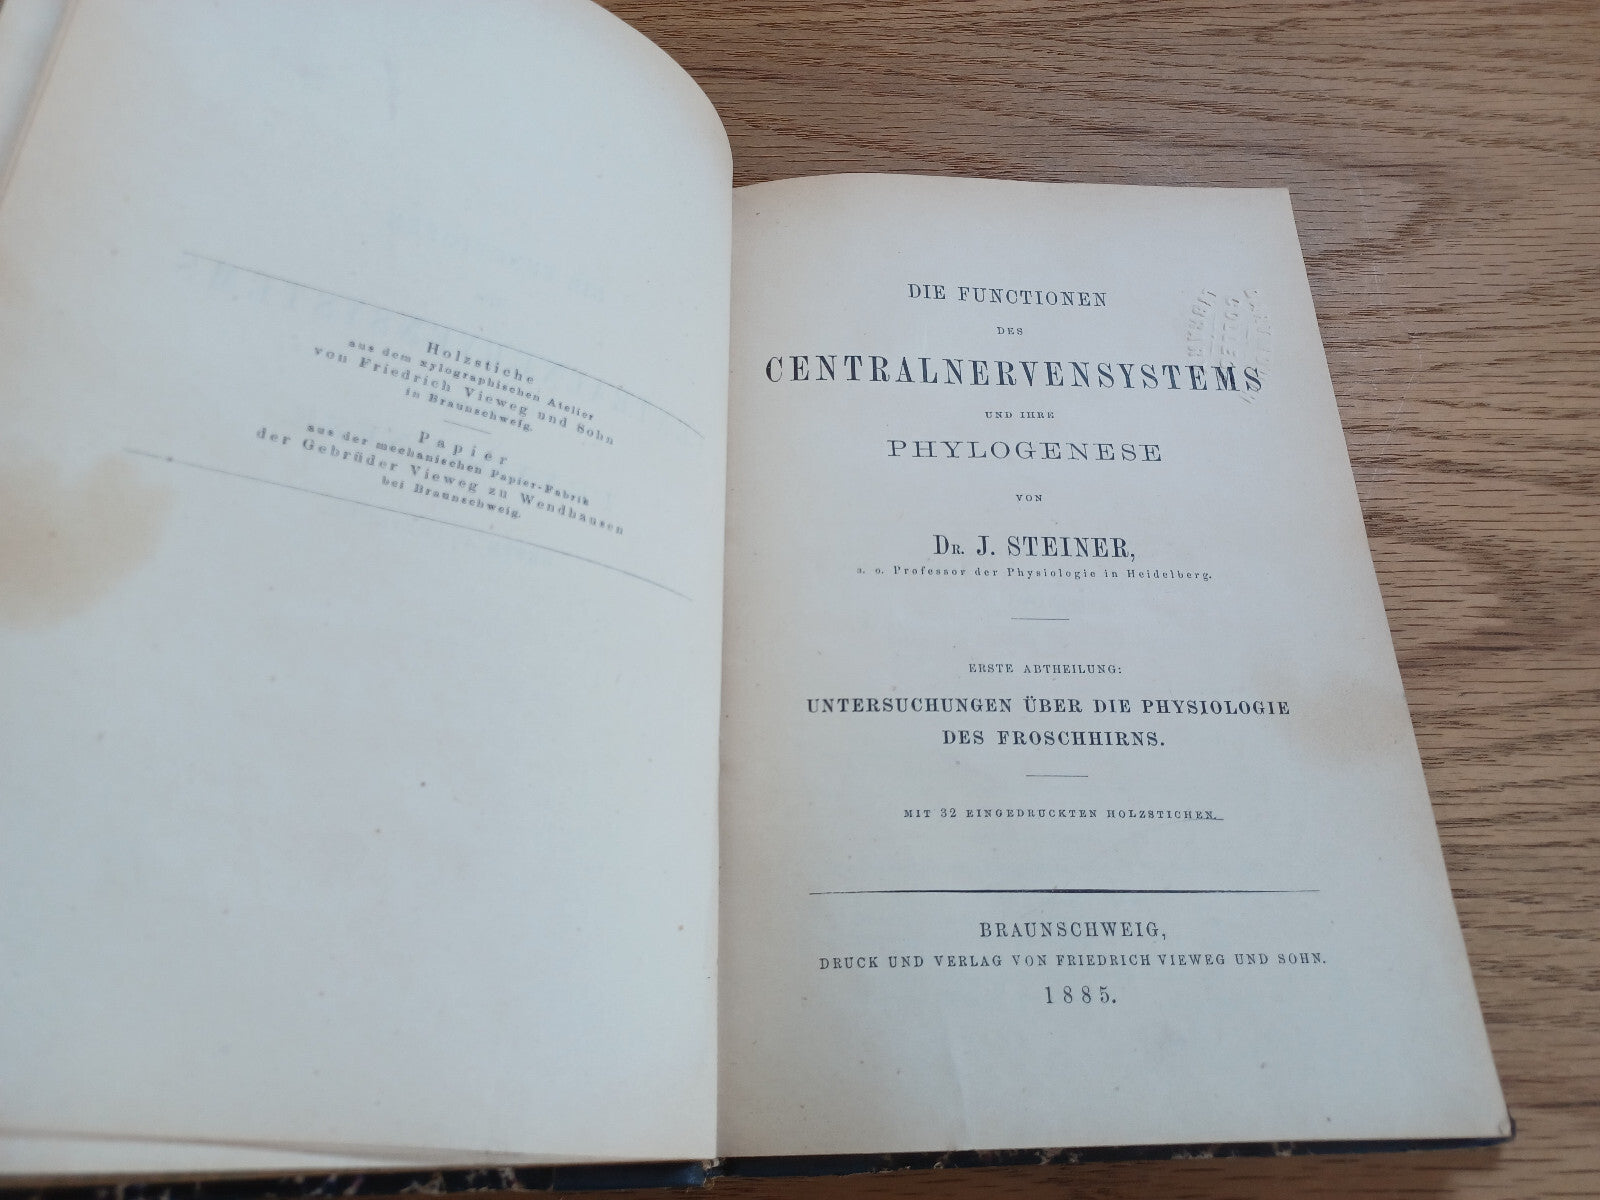 Holzstiche
aus dem xylographischen Atelier
von Friedrich Vieweg und Sohn
in Braunschweig.
Papier
aus der mechanischen Papier-Fabrik
der Gebrüder Vieweg zu Wendhausen
bei Braunschweig.
DIE FUNCTIONEN
DES
CENTRALNERVENSYSTEMS
UND IHRE
PHYLOGENESE
VON
DR. J. STEINER,
a. o. Professor der Physiologie in Heidelberg.
ERSTE ABTHEILUNG:
UNTERSUCHUNGEN ÜBER DIE PHYSIOLOGIE
DES FROSCHHIRNS.
MIT 32 EINGEDRUCKTEN HOLZSTICHEN.
BRAUNSCHWEIG,
DRUCK UND VERLAG VON FRIEDRICH VIEWEG UND SOHN.
1885.